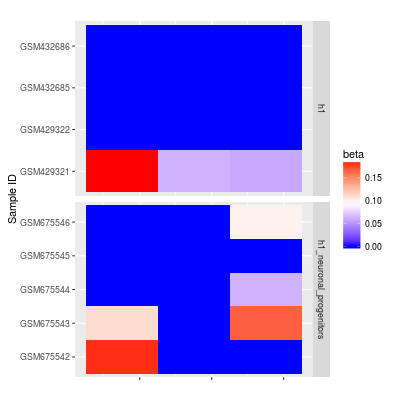 GSM432686
GSM432685
GSM429322
GSM429321
h1
GSM675546
GSM675545
GSM675544
GSM675543
GSM675542
h1_neuronal_progenitors
Sample ID
beta
0.15
0.10
0.05
0.00